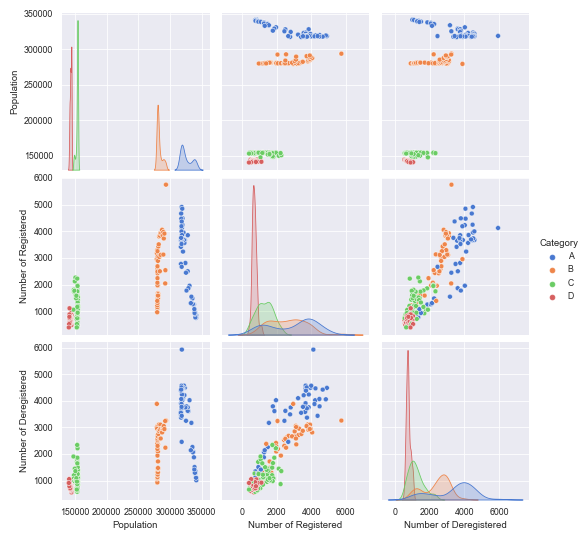 350000
300000
250000
200000
150000
Population
6000
5000
4000
3000
2000
1000
Number of Registered
Category
A
B
C
D
6000
5000
4000
3000
2000
1000
Number of Deregistered
150000 200000 250000 300000 350000
Population
0 2000 4000 6000
Number of Registered
0 2000 4000 6000
Number of Deregistered